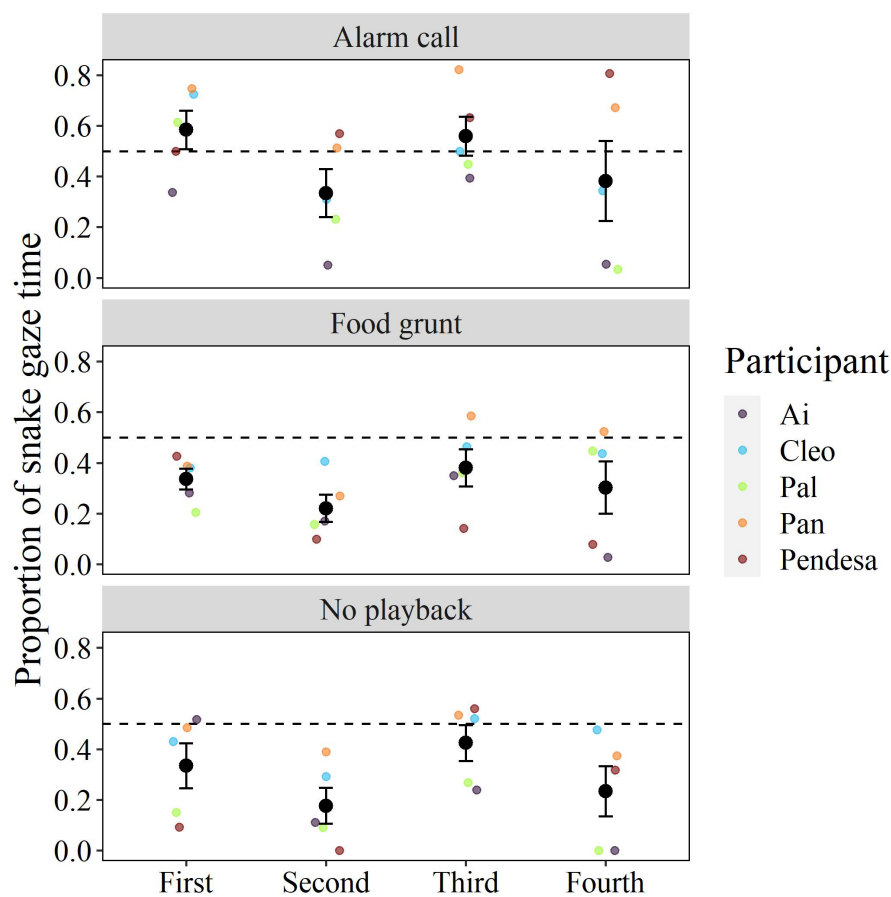 Alarm call
0.8
0.6
0.4
0.2
0.0
Food grunt
0.8
0.6
0.4
0.2
0.0
No playback
0.8
0.6
0.4
0.2
0.0
First Second Third Fourth
Proportion of snake gaze time
Participant
Ai
Cleo
Pal
Pan
Pendesa